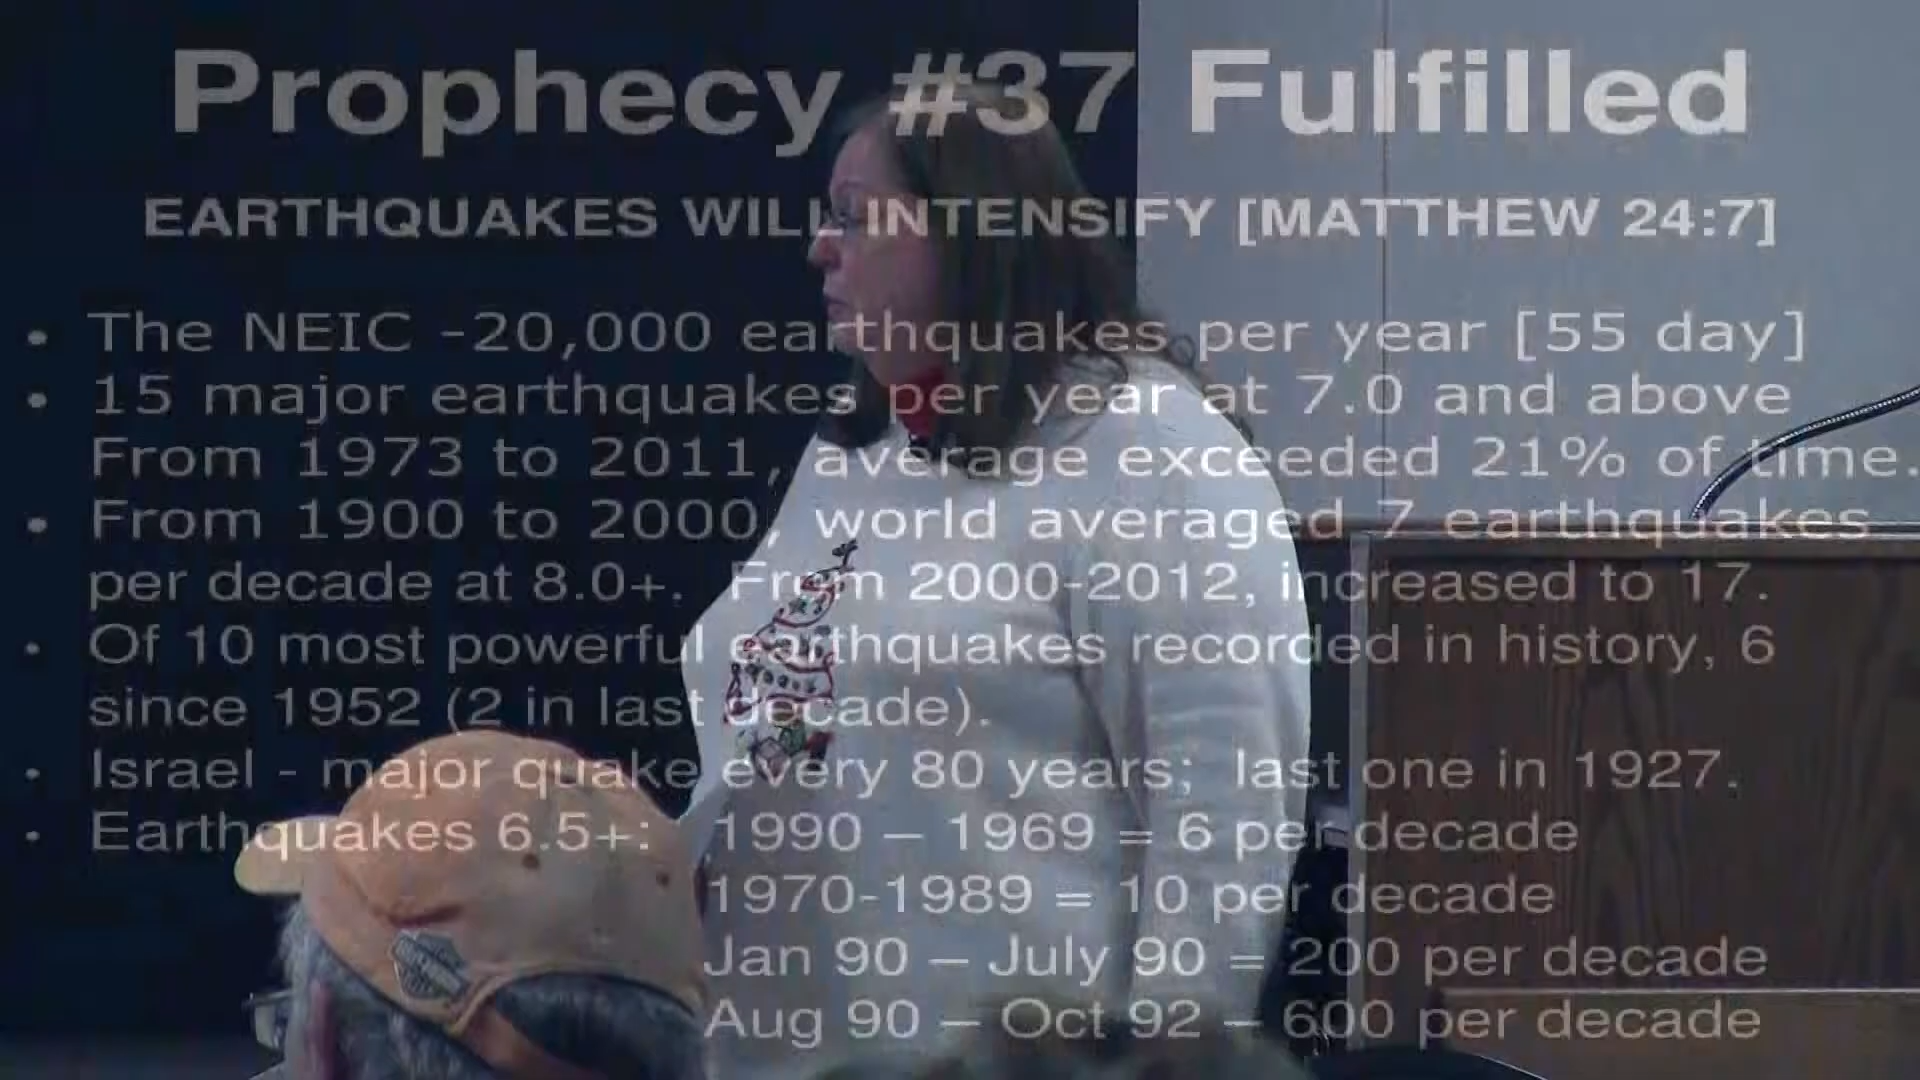 Prophecy #37 Fulfilled
EARTHQUAKES WILL INTENSIFY [MATTHEW 24:7]
• The NEIC -20,000 earthquakes per year [55 day]
• 15 major earthquakes per year at 7.0 and above
From 1973 to 2011, average exceeded 21% of time.
• From 1900 to 2000, world averaged 7 earthquakes
per decade at 8.0+. From 2000-2012, increased to 17.
• Of 10 most powerful earthquakes recorded in history, 6
since 1952 (2 in last decade).
• Israel - major quake every 80 years; last one in 1927.
• Earthquakes 6.5+: 1990 – 1969 = 6 per decade
1970-1989 = 10 per decade
Jan 90 – July 90 = 200 per decade
Aug 90 – Oct 92 – 600 per decade